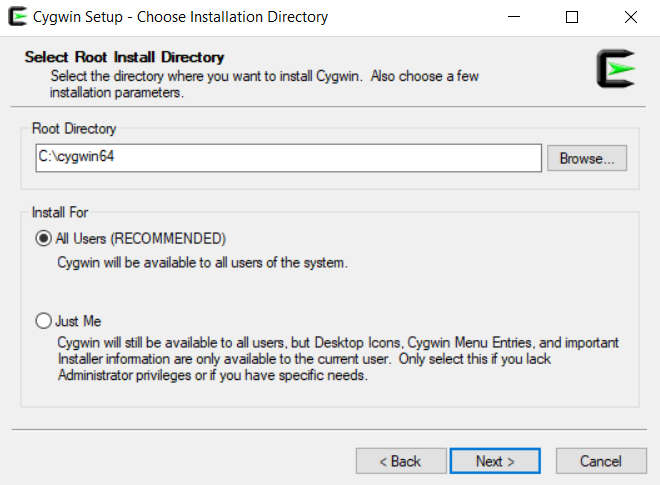 Cygwin Setup - Choose Installation Directory
Select Root Install Directory
Select the directory where you want to install Cygwin. Also choose a few
installation parameters.
Root Directory
C:\cygwin64
Browse...
Install For
All Users (RECOMMENDED)
Cygwin will be available to all users of the system.
Just Me
Cygwin will still be available to all users, but Desktop Icons, Cygwin Menu Entries, and important
Installer information are only available to the current user. Only select this if you lack
Administrator privileges or if you have specific needs.
< Back
Next >
Cancel